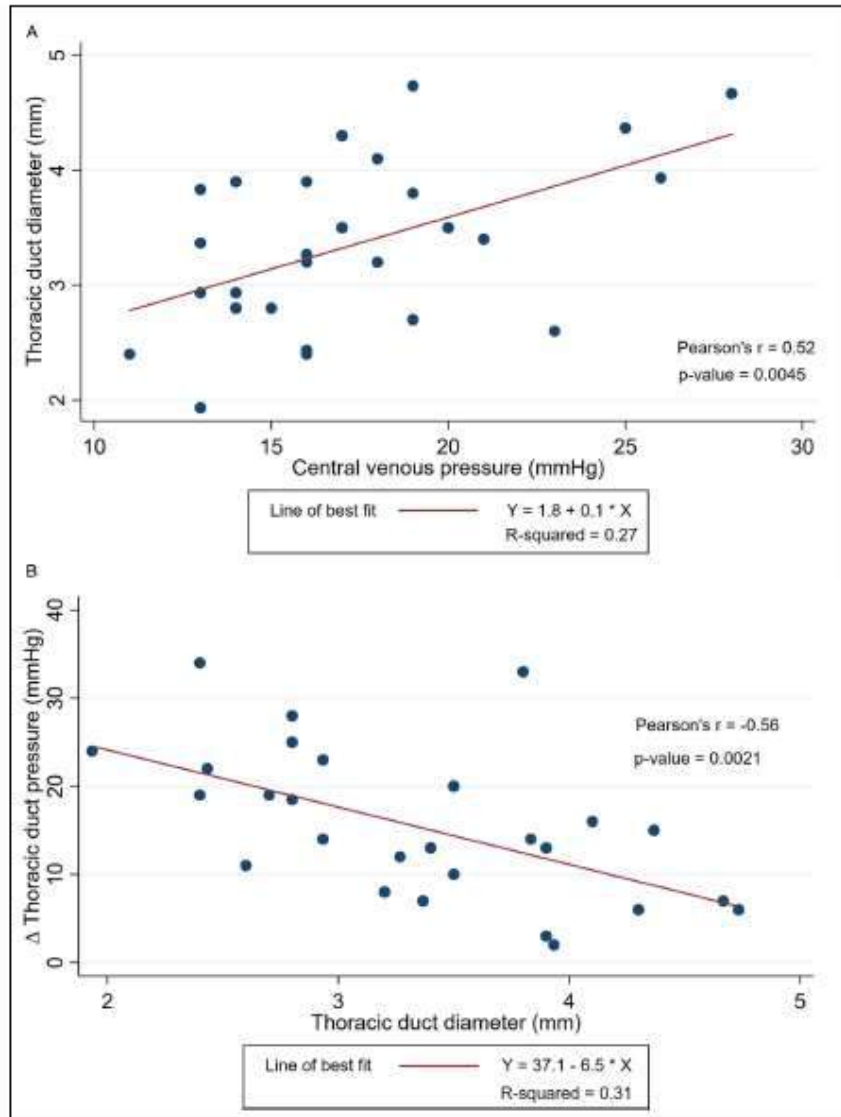 A
Thoracic duct diameter (mm)
5
4
3
2
Pearson's r = 0.52
p-value = 0.0045
10 15 20 25 30
Central venous pressure (mmHg)
Line of best fit Y = 1.8 + 0.1 * X
R-squared = 0.27
B
Δ Thoracic duct pressure (mmHg)
40
30
20
10
0
Pearson's r = -0.56
p-value = 0.0021
2 3 4 5
Thoracic duct diameter (mm)
Line of best fit Y = 37.1 - 6.5 * X
R-squared = 0.31